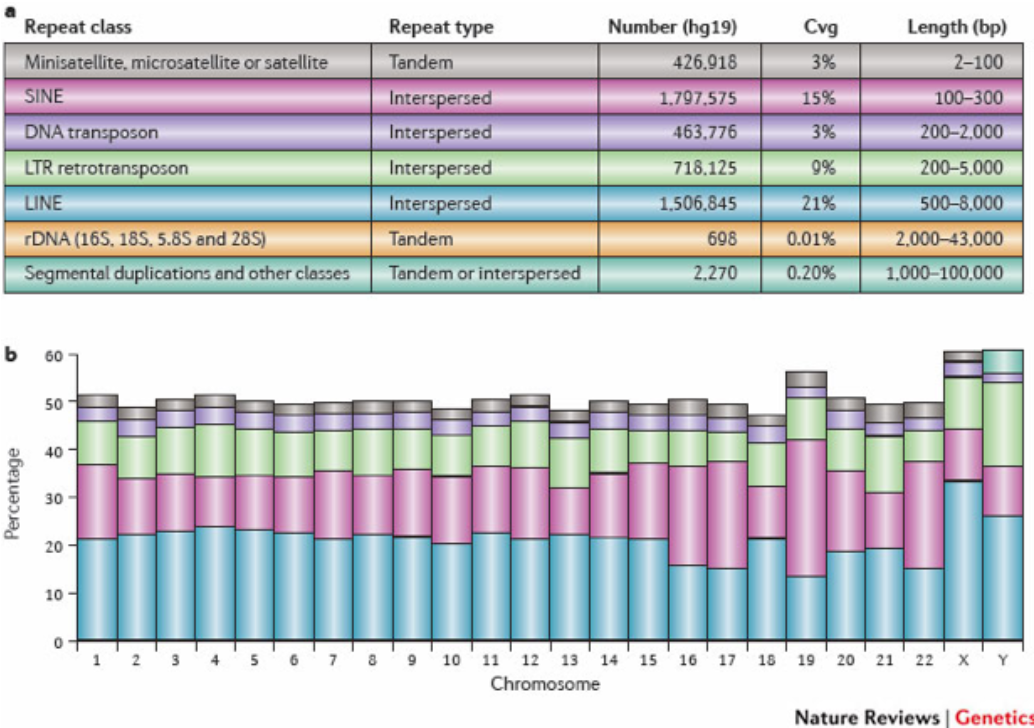 a
Repeat class Repeat type Number (hg19) Cvg Length (bp)
Minisatellite, microsatellite or satellite Tandem 426,918 3% 2–100
SINE Interspersed 1,797,575 15% 100–300
DNA transposon Interspersed 463,776 3% 200–2,000
LTR retrotransposon Interspersed 718,125 9% 200–5,000
LINE Interspersed 1,506,845 21% 500–8,000
rDNA (16S, 18S, 5.8S and 28S) Tandem 698 0.01% 2,000–43,000
Segmental duplications and other classes Tandem or interspersed 2,270 0.20% 1,000–100,000
b
Percentage
60
50
40
30
20
10
0
1 2 3 4 5 6 7 8 9 10 11 12 13 14 15 16 17 18 19 20 21 22 X Y
Chromosome
Nature Reviews | Genetics